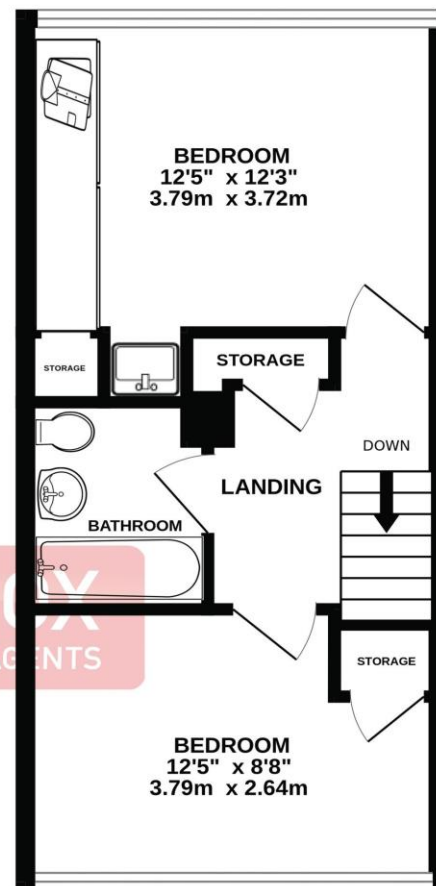 BEDROOM
12'5" x 12'3"
3.79m x 3.72m
STORAGE
STORAGE
DOWN
LANDING
BATHROOM
STORAGE
BEDROOM
12'5" x 8'8"
3.79m x 2.64m